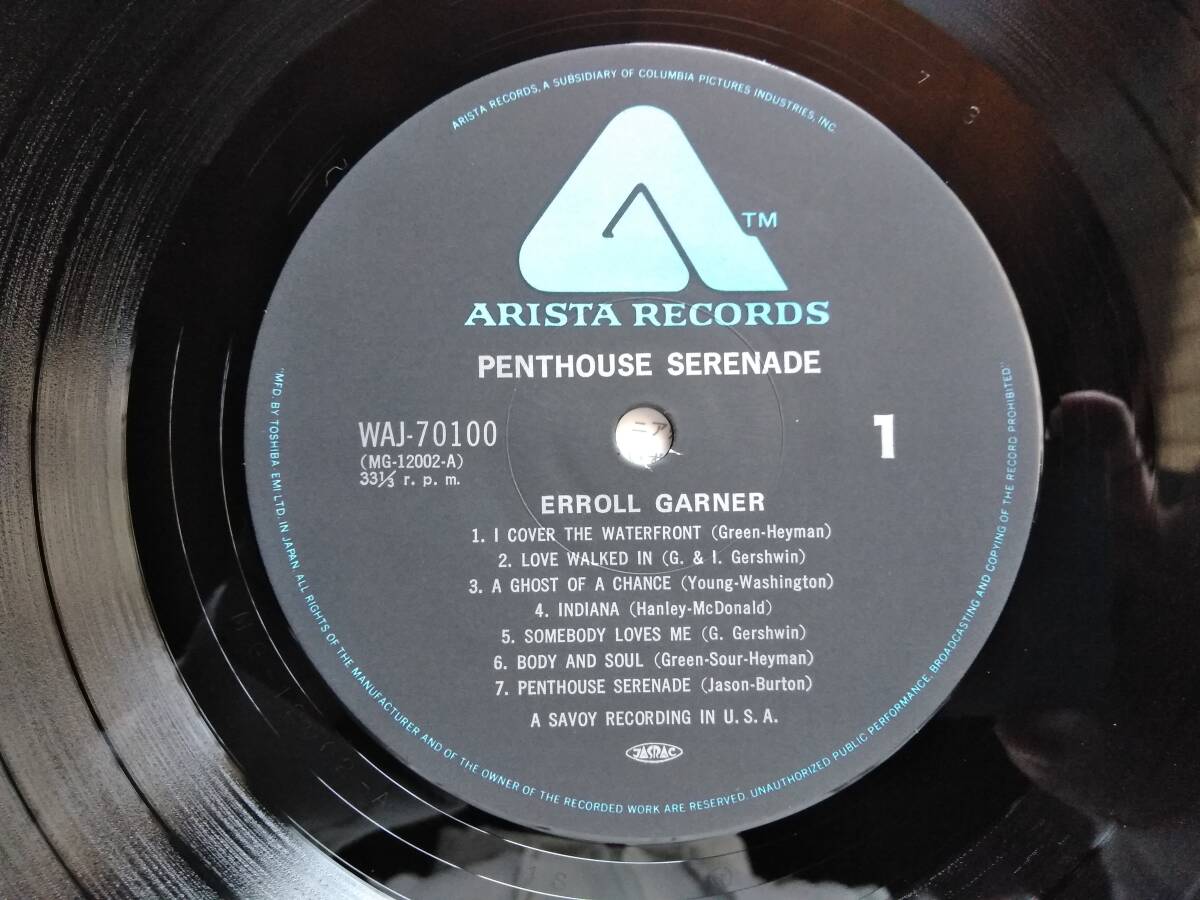 ARISTA RECORDS, A SUBSIDIARY OF COLUMBIA PICTURES INDUSTRIES, INC.
TM
ARISTA RECORDS
PENTHOUSE SERENADE
WAJ-70100
(MG-12002-A)
33⅓ r. p. m.
1
ニア
ERROLL GARNER
1. I COVER THE WATERFRONT (Green-Heyman)
2. LOVE WALKED IN (G. & I. Gershwin)
3. A GHOST OF A CHANCE (Young-Washington)
4. INDIANA (Hanley-McDonald)
5. SOMEBODY LOVES ME (G. Gershwin)
6. BODY AND SOUL (Green-Sour-Heyman)
7. PENTHOUSE SERENADE (Jason-Burton)
A SAVOY RECORDING IN U. S. A.
JASRAC
"MFD. BY TOSHIBA EMI LTD. IN JAPAN. ALL RIGHTS OF THE MANUFACTURER AND OF THE OWNER OF THE RECORDED WORK ARE RESERVED. UNAUTHORIZED PUBLIC PERFORMANCE, BROADCASTING AND COPYING OF THE RECORD PROHIBITED"
7 3
1 S